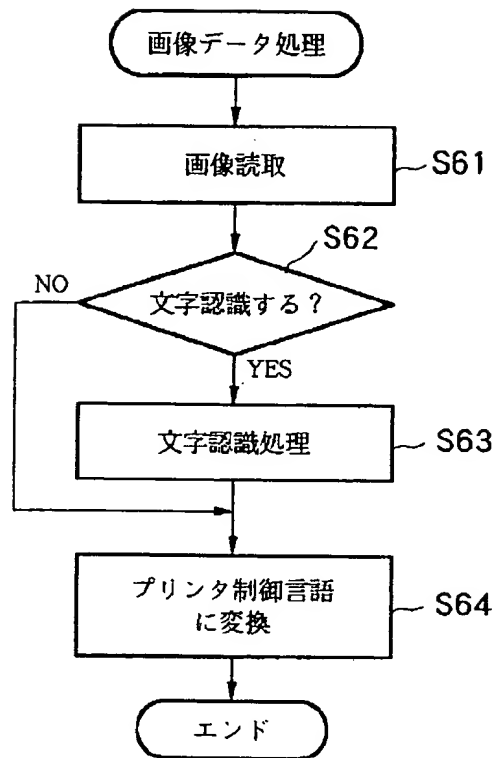 画像データ処理
画像読取
S61
S62
文字認識する?
NO
YES
文字認識処理
S63
プリンタ制御言語
に変換
S64
エンド